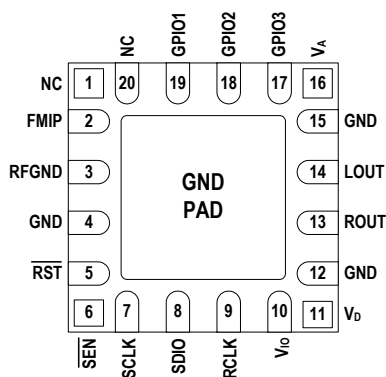 NC
GPIO1
GPIO2
GPIO3
VA
NC
1
20
19
18
17
16
FMIP
2
15
GND
RFGND
3
GND
PAD
14
LOUT
GND
4
13
ROUT
RST
5
12
GND
6
7
8
9
10
11
VD
SEN
SCLK
SDIO
RCLK
VIO